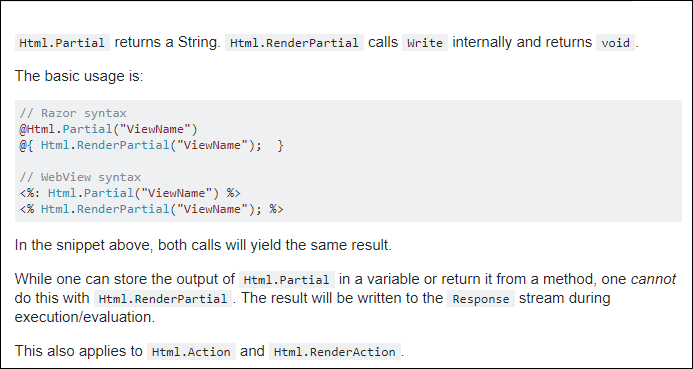 Html.Partial returns a String. Html.RenderPartial calls Write internally and returns void.
The basic usage is:
// Razor syntax
@Html.Partial("ViewName")
@{ Html.RenderPartial("ViewName");  }
// WebView syntax
<%: Html.Partial("ViewName") %>
<% Html.RenderPartial("ViewName"); %>
In the snippet above, both calls will yield the same result.
While one can store the output of Html.Partial in a variable or return it from a method, one cannot
do this with Html.RenderPartial. The result will be written to the Response stream during
execution/evaluation.
This also applies to Html.Action and Html.RenderAction.